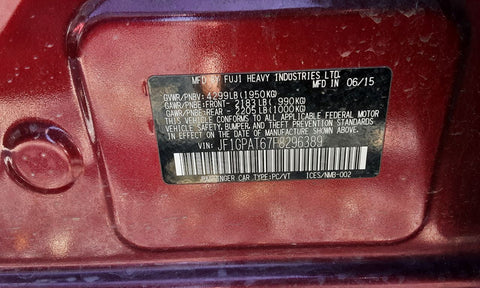 MFD BY FUJI HEAVY INDUSTRIES LTD.
MFD IN 06/15
GVWR/PNBV: 4299LB(1950KG)
GAWR/PNBE:FRONT- 2183LB( 990KG)
GAWR/PNBE:REAR - 2205LB(1000KG)
THIS VEHICLE CONFORMS TO ALL APPLICABLE FEDERAL MOTOR
VEHICLE SAFETY, BUMPER, AND THEFT PREVENTION STANDARDS
IN EFFECT ON THE DATE OF MANUFACTURE SHOWN ABOVE.
VIN: JF1GPAT67F8296389
PASSENGER CAR TYPE:PC/VT ICES/NMB-002